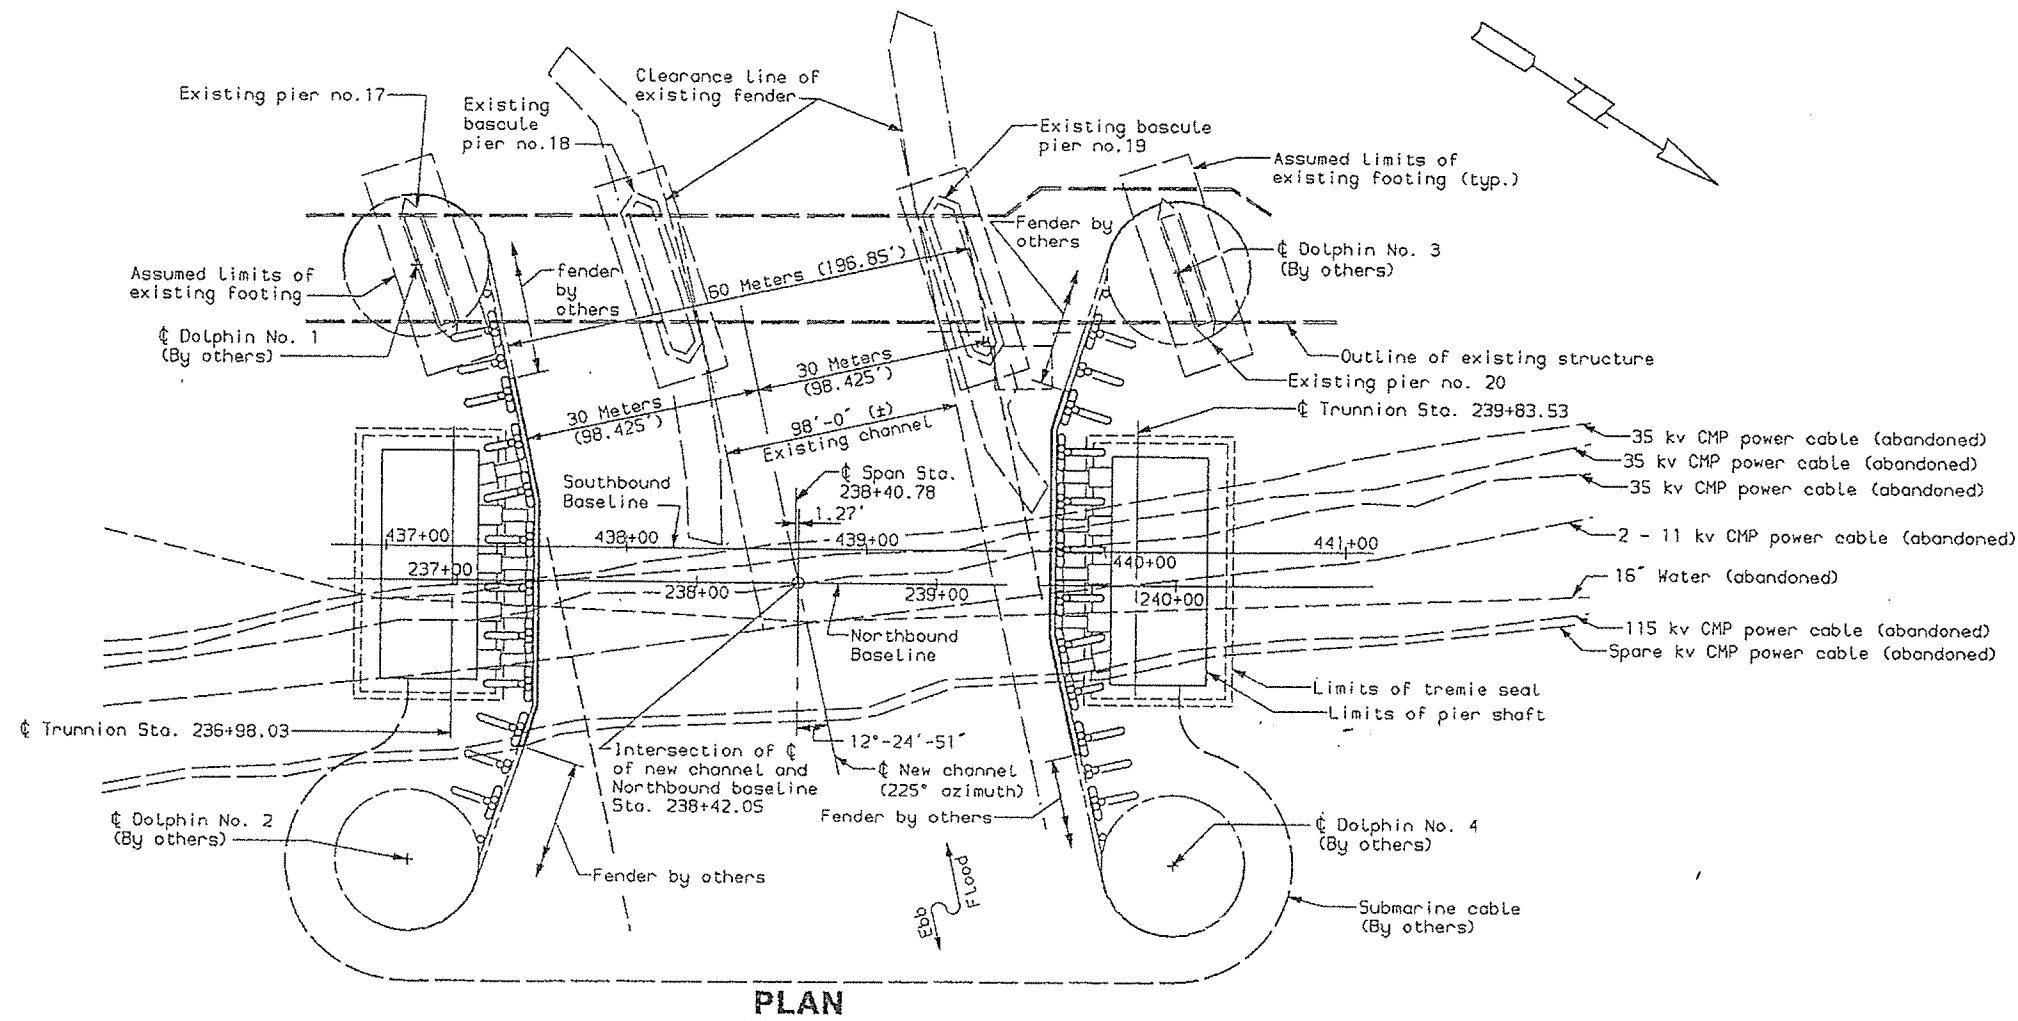 Existing pier no.17
Existing
bascule
pier no.18
Clearance line of
existing fender
Existing bascule
pier no.19
Assumed limits of
existing footing (typ.)
Fender by
others
℄ Dolphin No. 3
(By others)
Assumed limits of
existing footing
fender
by
others
60 Meters (196.85')
℄ Dolphin No. 1
(By others)
Outline of existing structure
Existing pier no. 20
30 Meters
(98.425')
30 Meters
(98.425')
98'-0" (±)
Existing channel
℄ Trunnion Sta. 239+83.53
35 kv CMP power cable (abandoned)
35 kv CMP power cable (abandoned)
35 kv CMP power cable (abandoned)
Southbound
Baseline
℄ Span Sta.
238+40.78
1.27'
437+00
438+00
439+00
440+00
441+00
2 - 11 kv CMP power cable (abandoned)
237+00
238+00
239+00
240+00
16" Water (abandoned)
Northbound
Baseline
115 kv CMP power cable (abandoned)
Spare kv CMP power cable (abandoned)
Limits of tremie seal
Limits of pier shaft
℄ Trunnion Sta. 236+98.03
12°-24'-51"
Intersection of ℄
of new channel and
Northbound baseline
Sta. 238+42.05
℄ New channel
(225° azimuth)
Fender by others
℄ Dolphin No. 2
(By others)
℄ Dolphin No. 4
(By others)
Fender by others
Flood
Ebb
Submarine cable
(By others)
PLAN